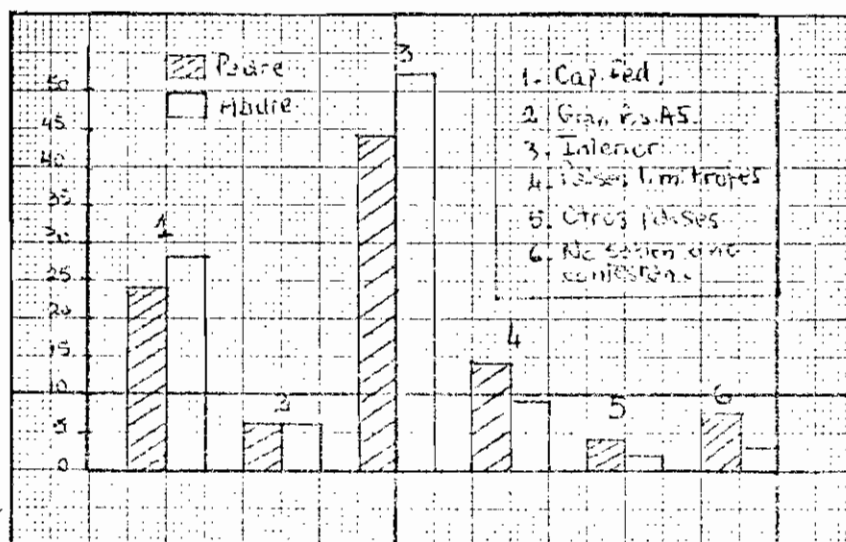 Padre
Madre
50
45
40
35
30
25
20
15
10
5
0
1
2
3
4
5
6
1. Cap. Fed.
2. Gran Bs. AS.
3. Interior
4. Países limítrofes
5. Otros países
6. No saben o no
contestan.